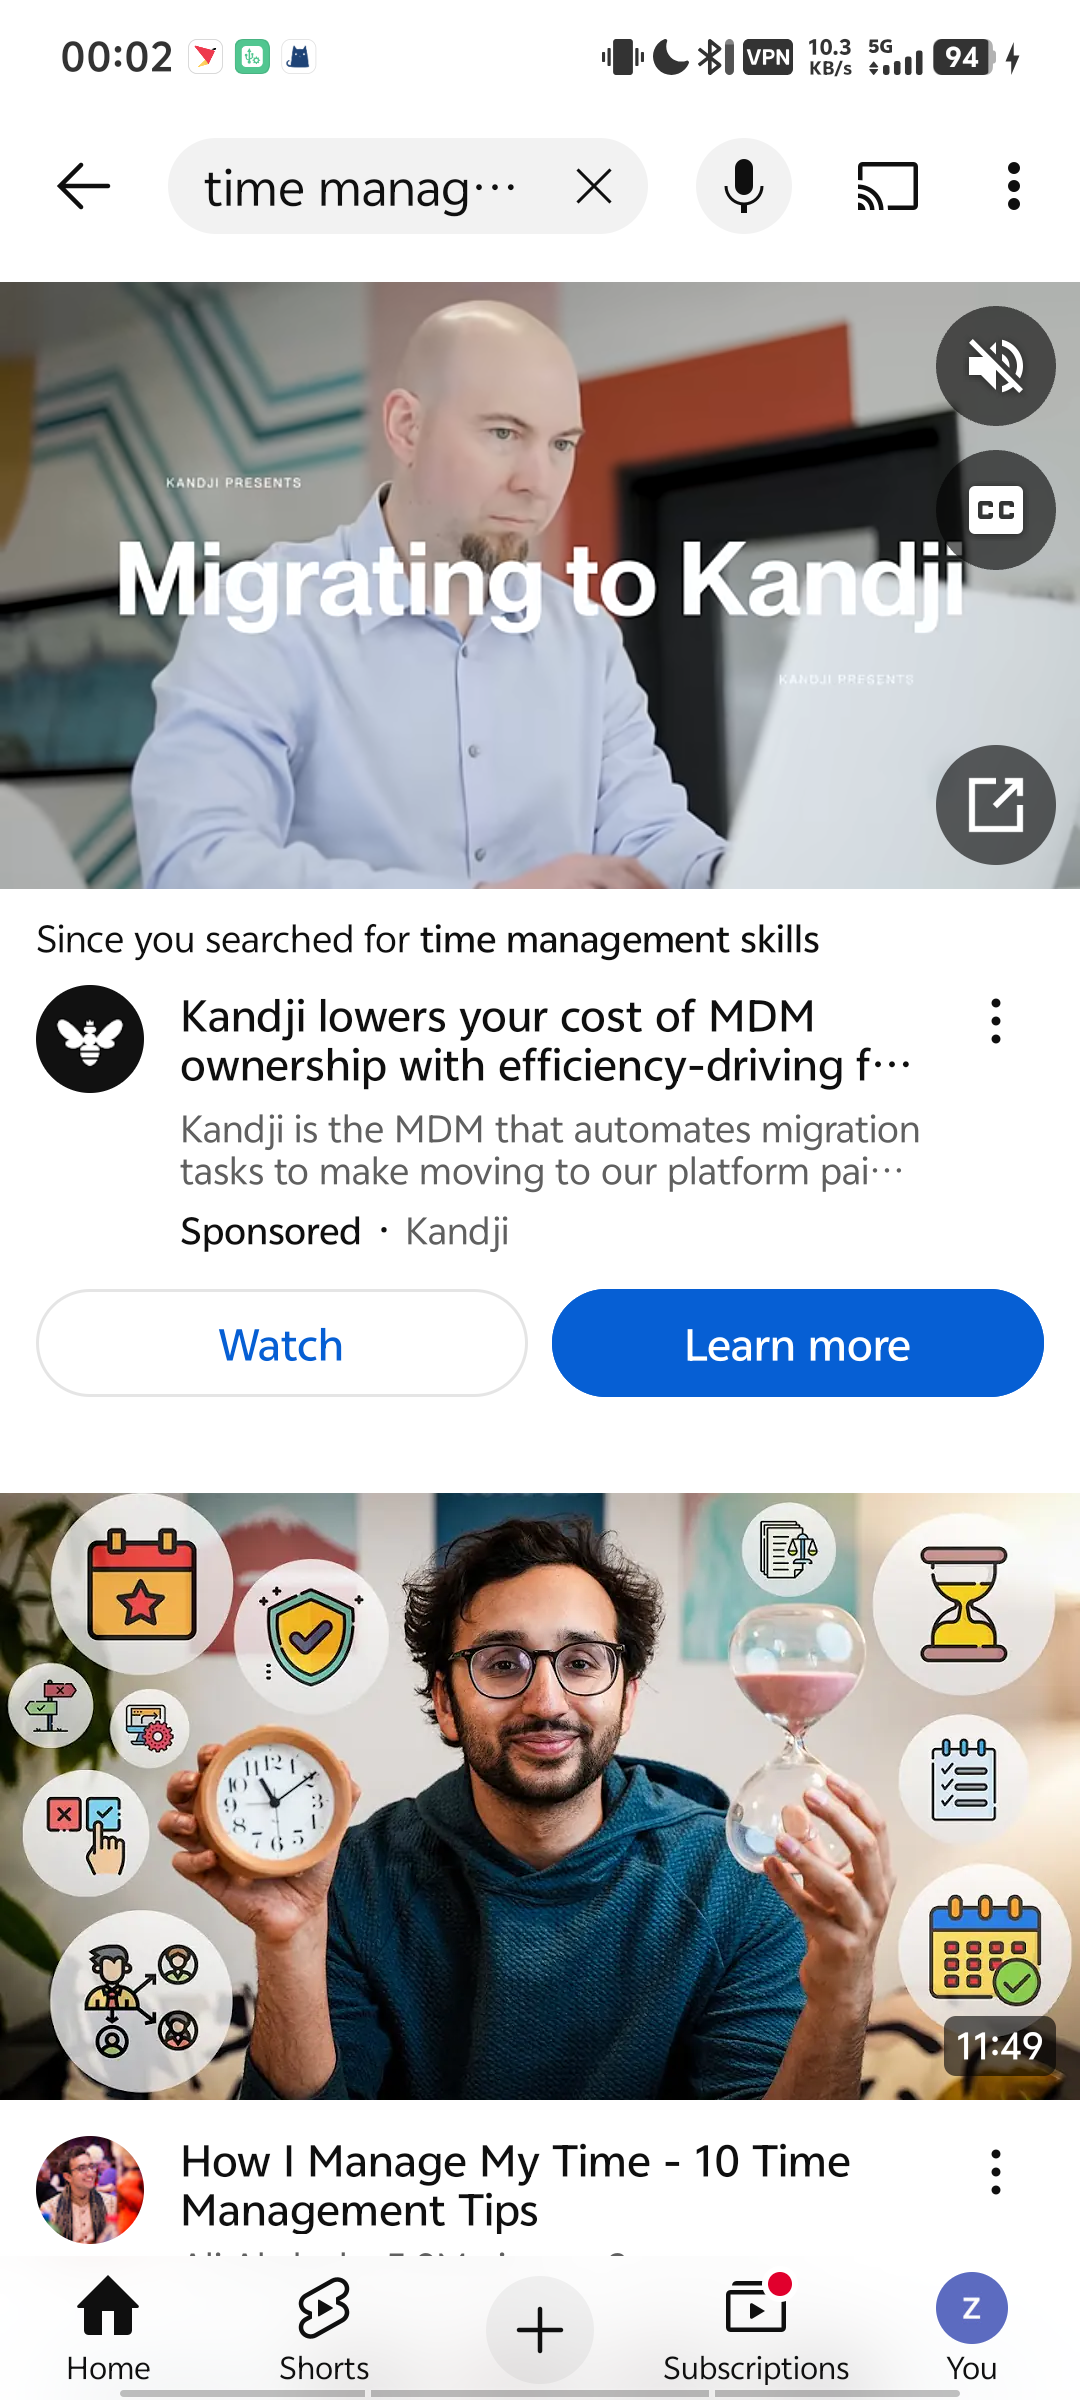 00:02
VPN
10.3
KB/s
5G
94
time manag…
CC
KANDJI PRESENTS
Migrating to Kandji
KANDJI PRESENTS
Since you searched for time management skills
Kandji lowers your cost of MDM
ownership with efficiency-driving f…
Kandji is the MDM that automates migration
tasks to make moving to our platform pai…
Sponsored · Kandji
Watch
Learn more
11:49
How I Manage My Time - 10 Time
Management Tips
Home
Shorts
Subscriptions
Z
You